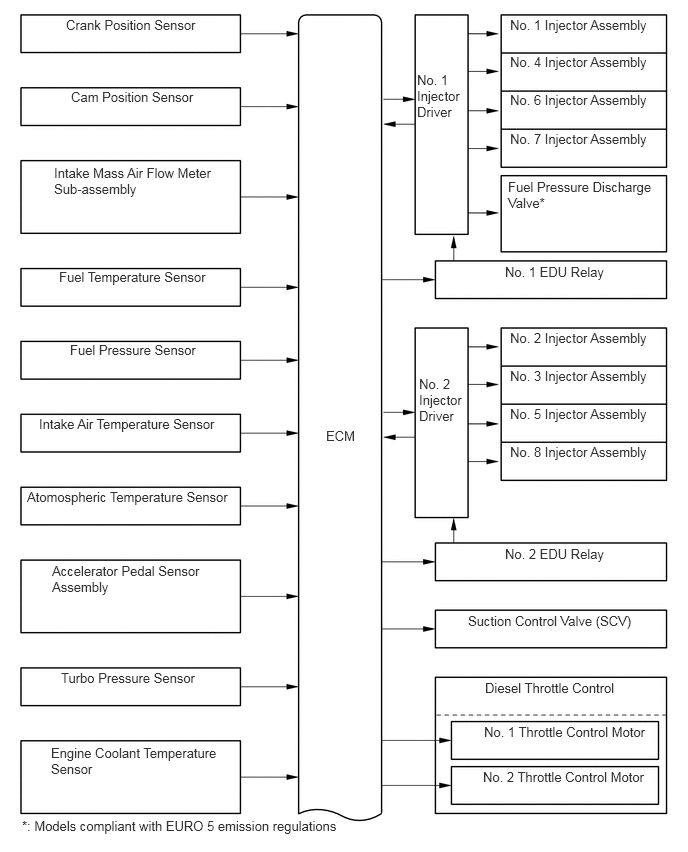 Crank Position Sensor
Cam Position Sensor
Intake Mass Air Flow Meter
Sub-assembly
Fuel Temperature Sensor
Fuel Pressure Sensor
Intake Air Temperature Sensor
Atomospheric Temperature Sensor
Accelerator Pedal Sensor
Assembly
Turbo Pressure Sensor
Engine Coolant Temperature
Sensor
ECM
No. 1
Injector
Driver
No. 1 Injector Assembly
No. 4 Injector Assembly
No. 6 Injector Assembly
No. 7 Injector Assembly
Fuel Pressure Discharge
Valve*
No. 1 EDU Relay
No. 2
Injector
Driver
No. 2 Injector Assembly
No. 3 Injector Assembly
No. 5 Injector Assembly
No. 8 Injector Assembly
No. 2 EDU Relay
Suction Control Valve (SCV)
Diesel Throttle Control
No. 1 Throttle Control Motor
No. 2 Throttle Control Motor
*: Models compliant with EURO 5 emission regulations